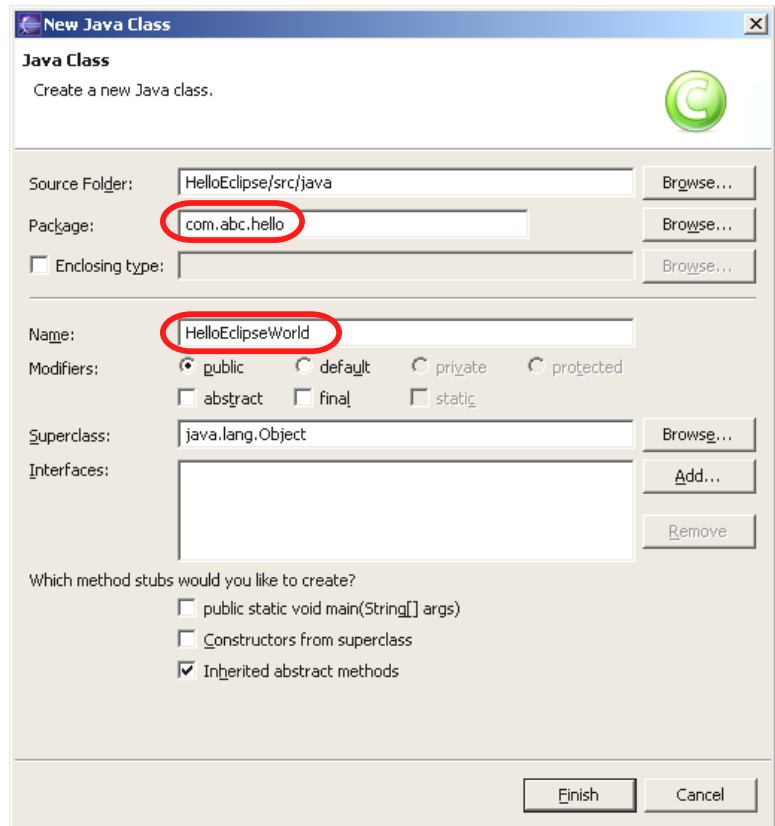 New Java Class
Java Class
Create a new Java class.
Source Folder: HelloEclipse/src/java Browse...
Package: com.abc.hello Browse...
Enclosing type: Browse...
Name: HelloEclipseWorld
Modifiers: public default private protected
abstract final static
Superclass: java.lang.Object Browse...
Interfaces: Add...
Remove
Which method stubs would you like to create?
public static void main(String[] args)
Constructors from superclass
Inherited abstract methods
Finish Cancel